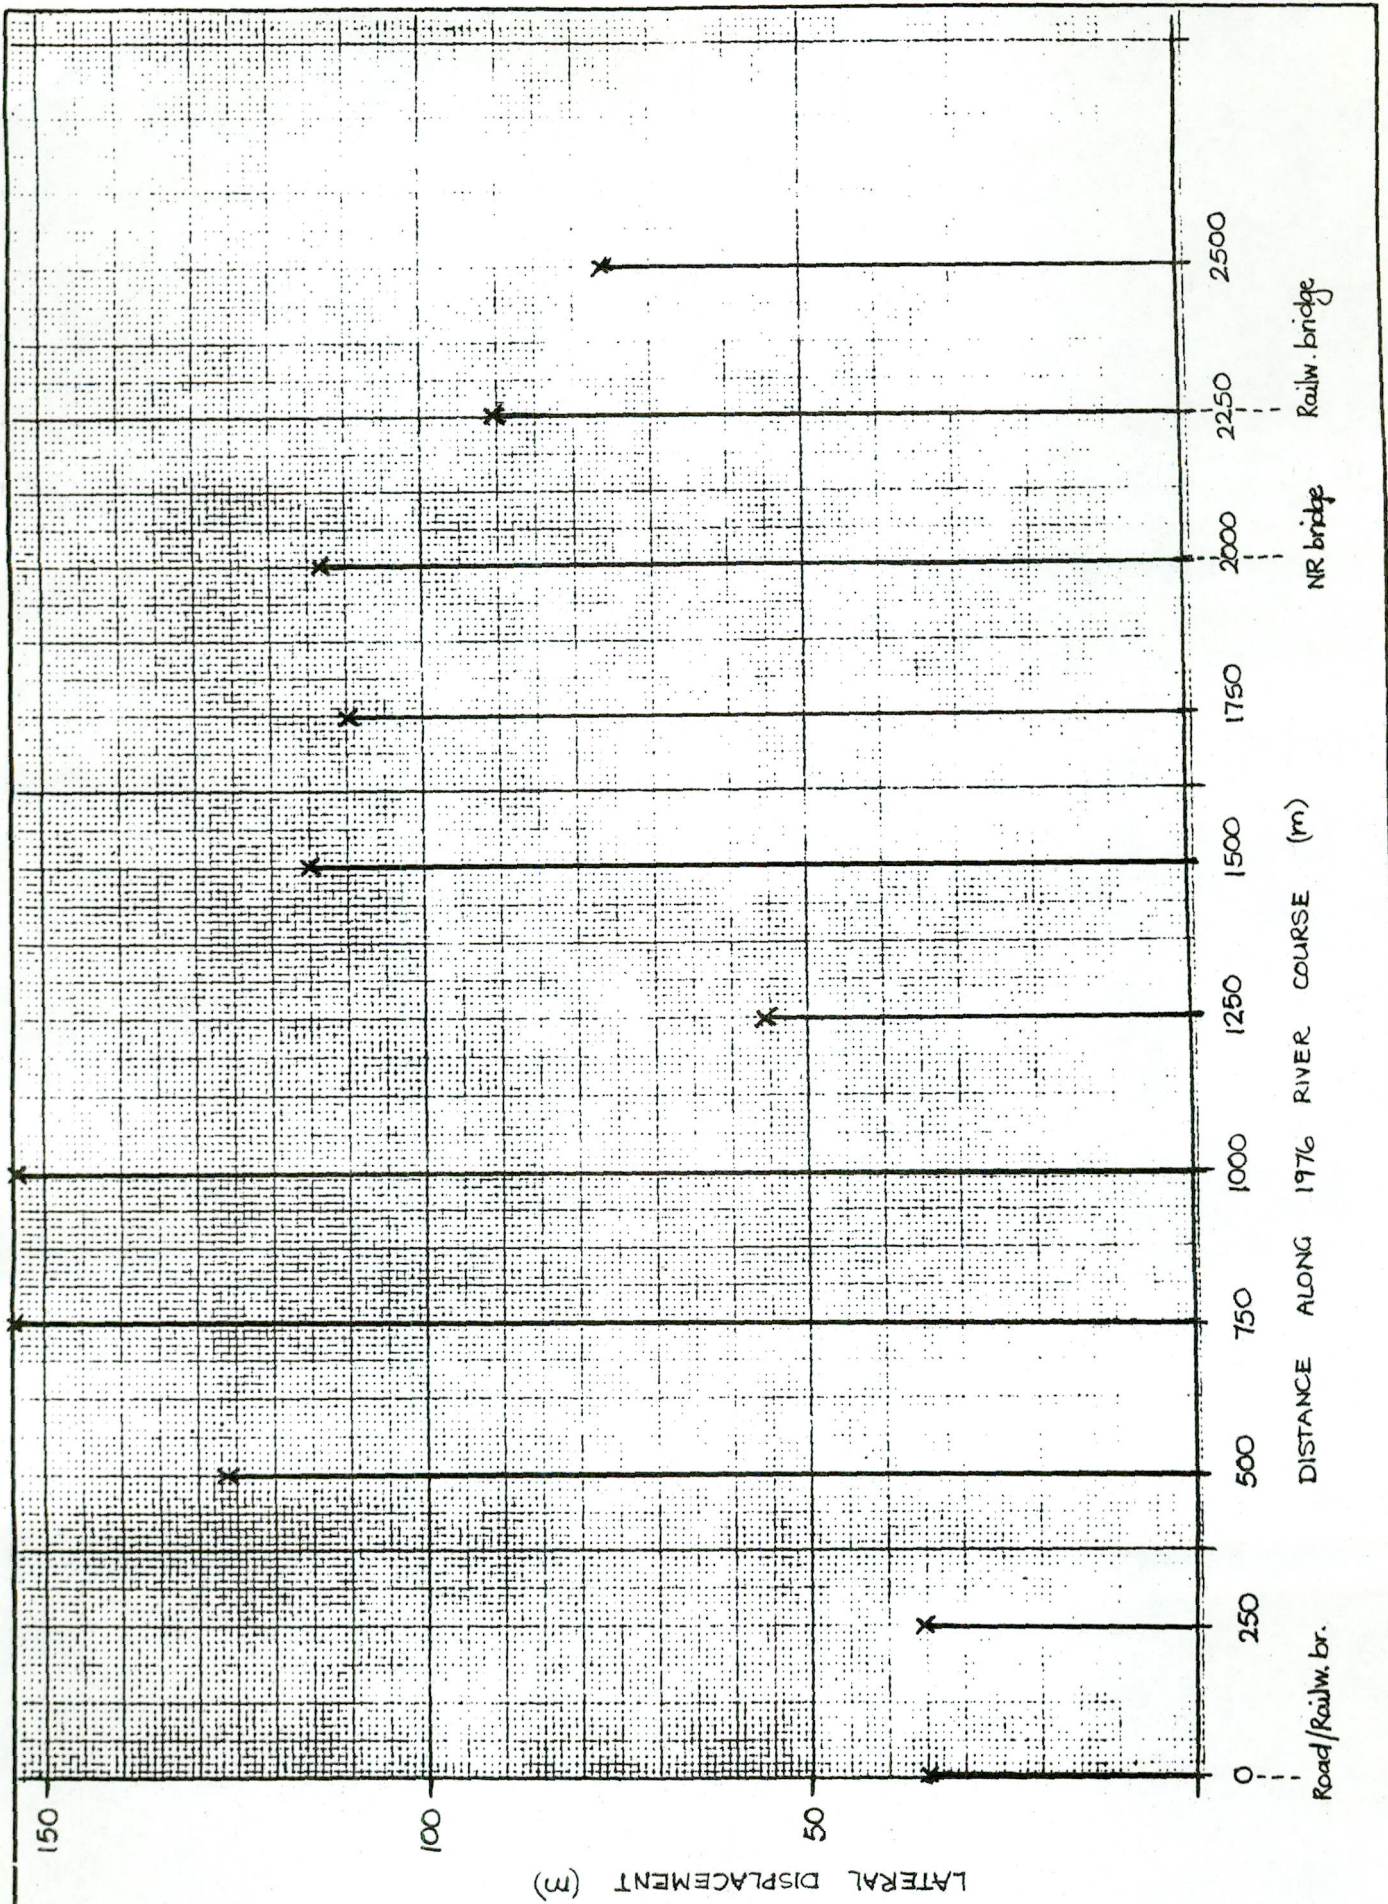 LATERAL DISPLACEMENT (m)
150
100
50
0 250 500 750 1000 1250 1500 1750 2000 2250 2500
Road/Railw. br. NR bridge Railw. bridge
DISTANCE ALONG 1976 RIVER COURSE (m)